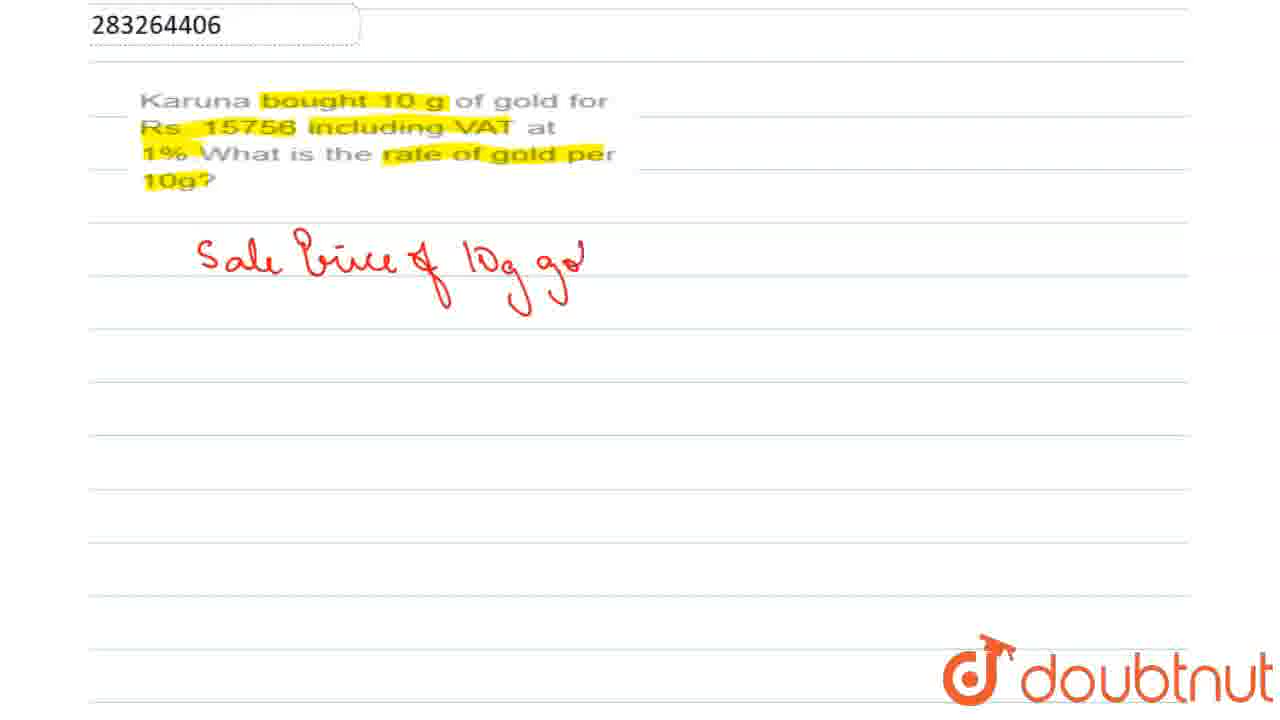 283264406
Karuna bought 10 g of gold for
Rs 15756 including VAT at
1% What is the rate of gold per
10g?
Sale Price of 10g gol
doubtnut